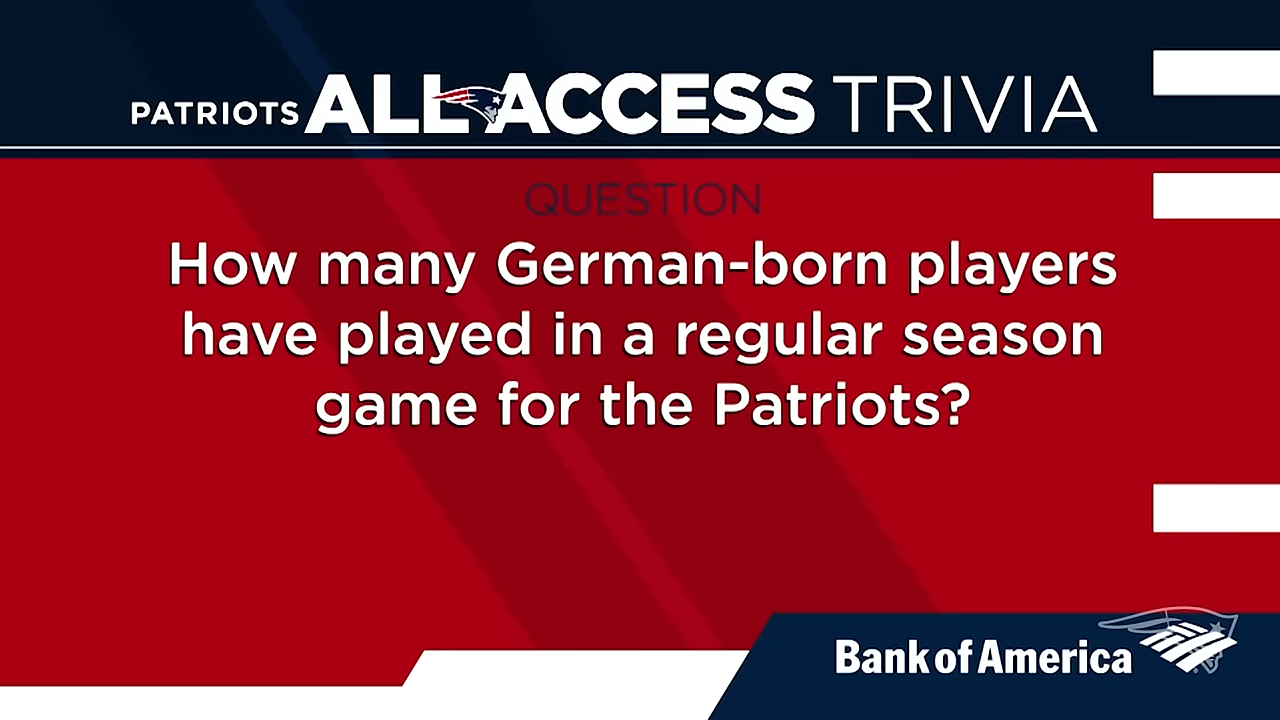 PATRIOTS ALL ACCESS TRIVIA
QUESTION
How many German-born players
have played in a regular season
game for the Patriots?
Bank of America